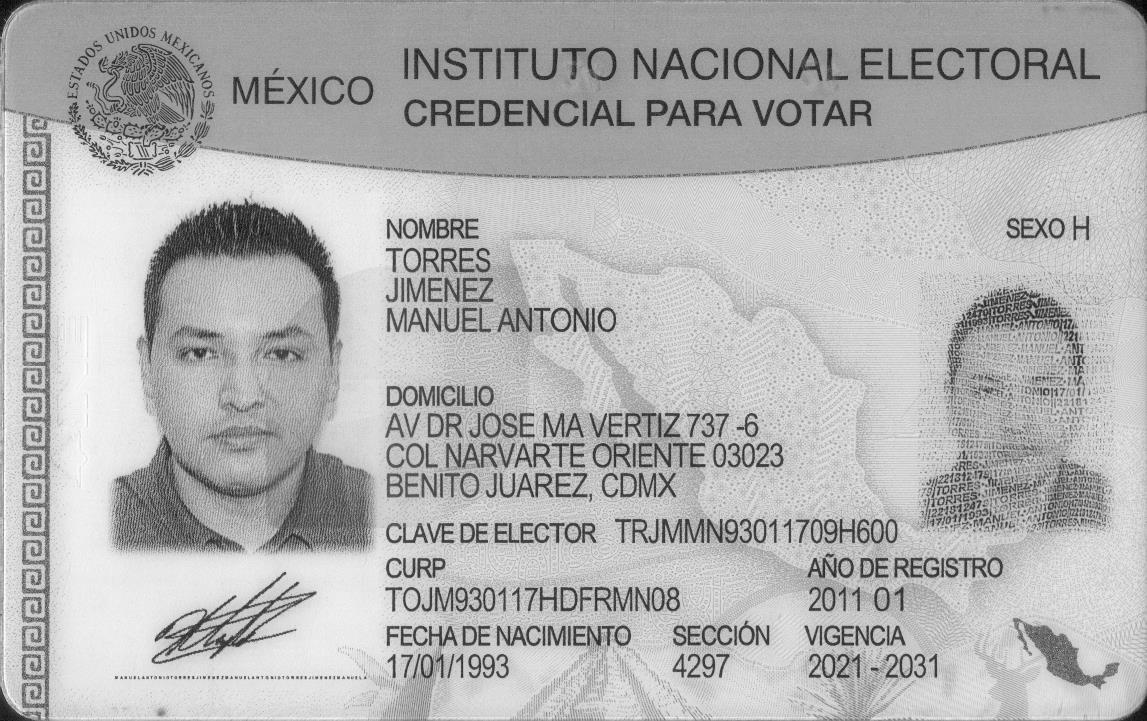 ESTADOS UNIDOS MEXICANOS
MÉXICO
INSTITUTO NACIONAL ELECTORAL
CREDENCIAL PARA VOTAR
NOMBRE
SEXO H
TORRES
JIMENEZ
MANUEL ANTONIO
DOMICILIO
AV DR JOSE MA VERTIZ 737 -6
COL NARVARTE ORIENTE 03023
BENITO JUAREZ, CDMX
CLAVE DE ELECTOR TRJMMN93011709H600
CURP
AÑO DE REGISTRO
TOJM930117HDFRMN08
2011 01
FECHA DE NACIMIENTO SECCIÓN VIGENCIA
17/01/1993 4297 2021 - 2031
MANUELANTONIOTORRESJIMENEZMANUELANTONIOTORRESJIMENEZMANUEL